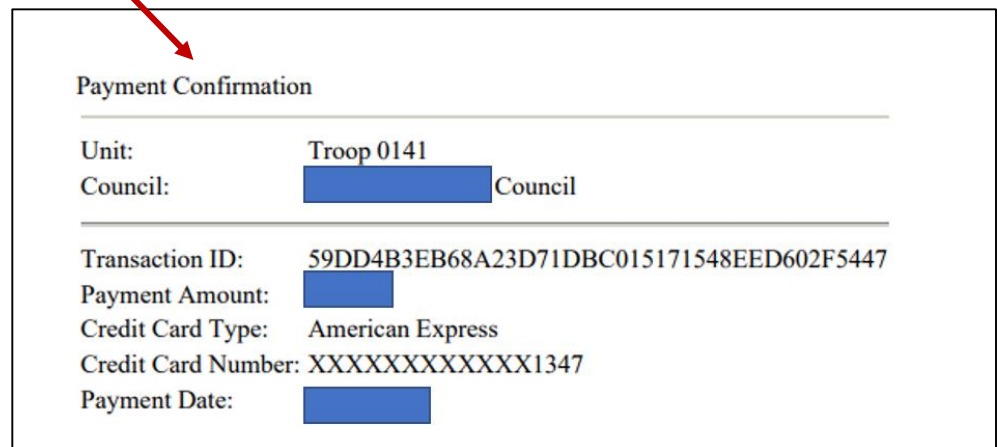 Payment Confirmation
Unit: Troop 0141
Council: Council
Transaction ID: 59DD4B3EB68A23D71DBC015171548EED602F5447
Payment Amount:
Credit Card Type: American Express
Credit Card Number: XXXXXXXXXXXX1347
Payment Date: